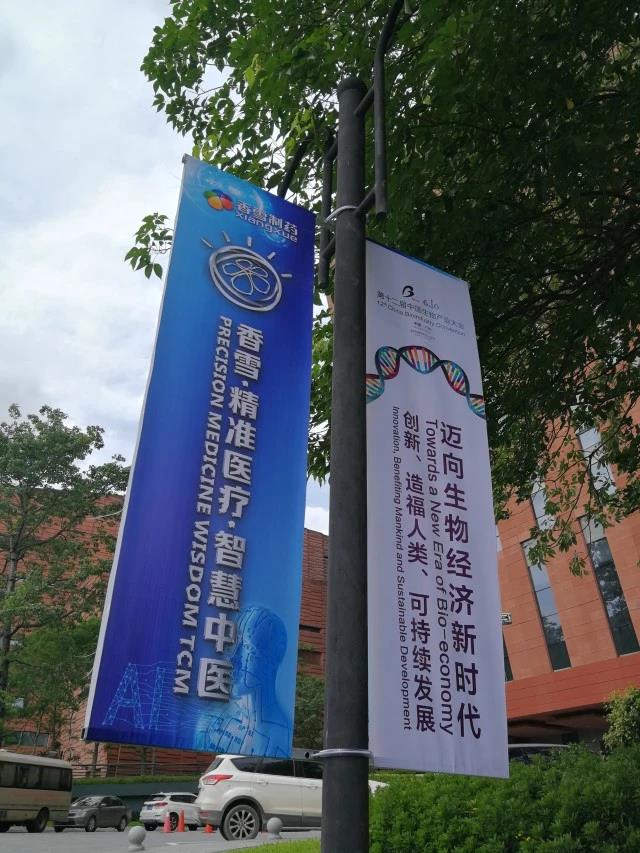 香雪制药
xiangxue
香雪·精准医疗·智慧中医
PRECISION MEDICINE WISDOM TCM
AI
6.10
第十二届中国生物产业大会
12th China Bioindustry Convention
迈向生物经济新时代
Towards a New Era of Bio-economy
创新、造福人类、可持续发展
Innovation, Benefiting Mankind and Sustainable Development